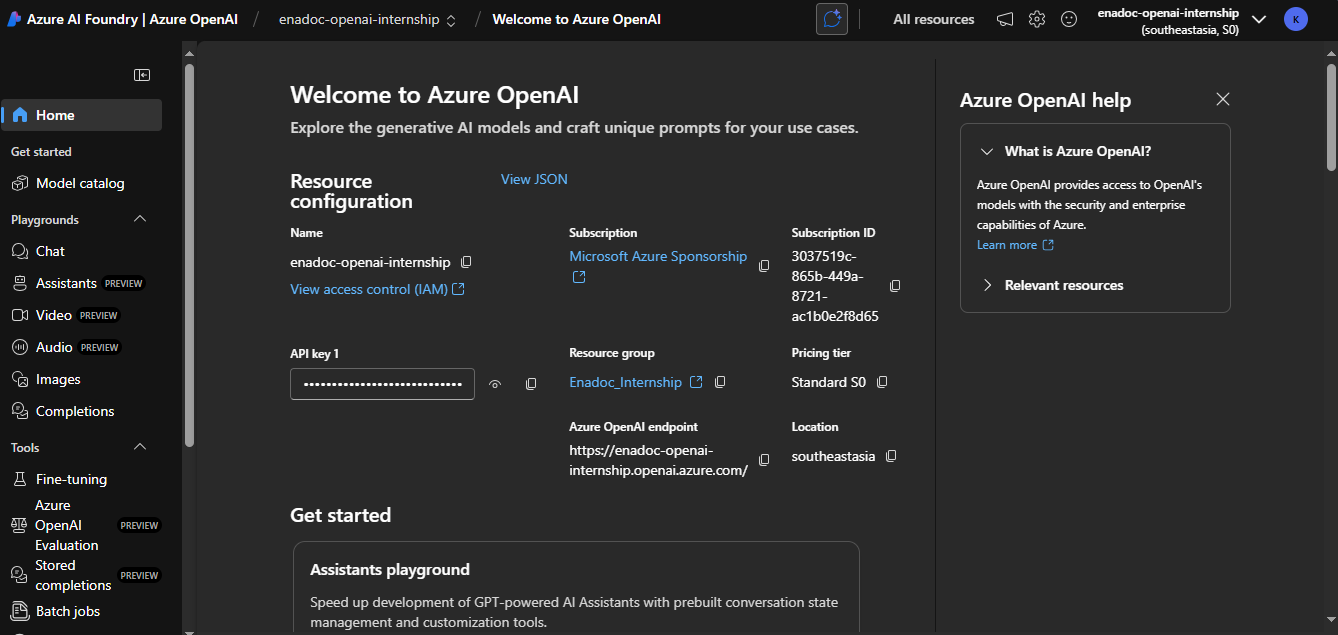 Azure AI Foundry | Azure OpenAI / enadoc-openai-internship / Welcome to Azure OpenAI
All resources
enadoc-openai-internship
(southeastasia, S0)
K
Home
Get started
Model catalog
Playgrounds
Chat
Assistants PREVIEW
Video PREVIEW
Audio PREVIEW
Images
Completions
Tools
Fine-tuning
Azure
OpenAI PREVIEW
Evaluation
Stored
completions PREVIEW
Batch jobs
Welcome to Azure OpenAI
Explore the generative AI models and craft unique prompts for your use cases.
Resource
configuration
View JSON
Name
enadoc-openai-internship
View access control (IAM)
Subscription
Microsoft Azure Sponsorship
Subscription ID
3037519c-
865b-449a-
8721-
ac1b0e2f8d65
API key 1
••••••••••••••••••••••••••••
Resource group
Enadoc_Internship
Pricing tier
Standard S0
Azure OpenAI endpoint
https://enadoc-openai-
internship.openai.azure.com/
Location
southeastasia
Get started
Assistants playground
Speed up development of GPT-powered AI Assistants with prebuilt conversation state
management and customization tools.
Azure OpenAI help
What is Azure OpenAI?
Azure OpenAI provides access to OpenAI's
models with the security and enterprise
capabilities of Azure.
Learn more
Relevant resources